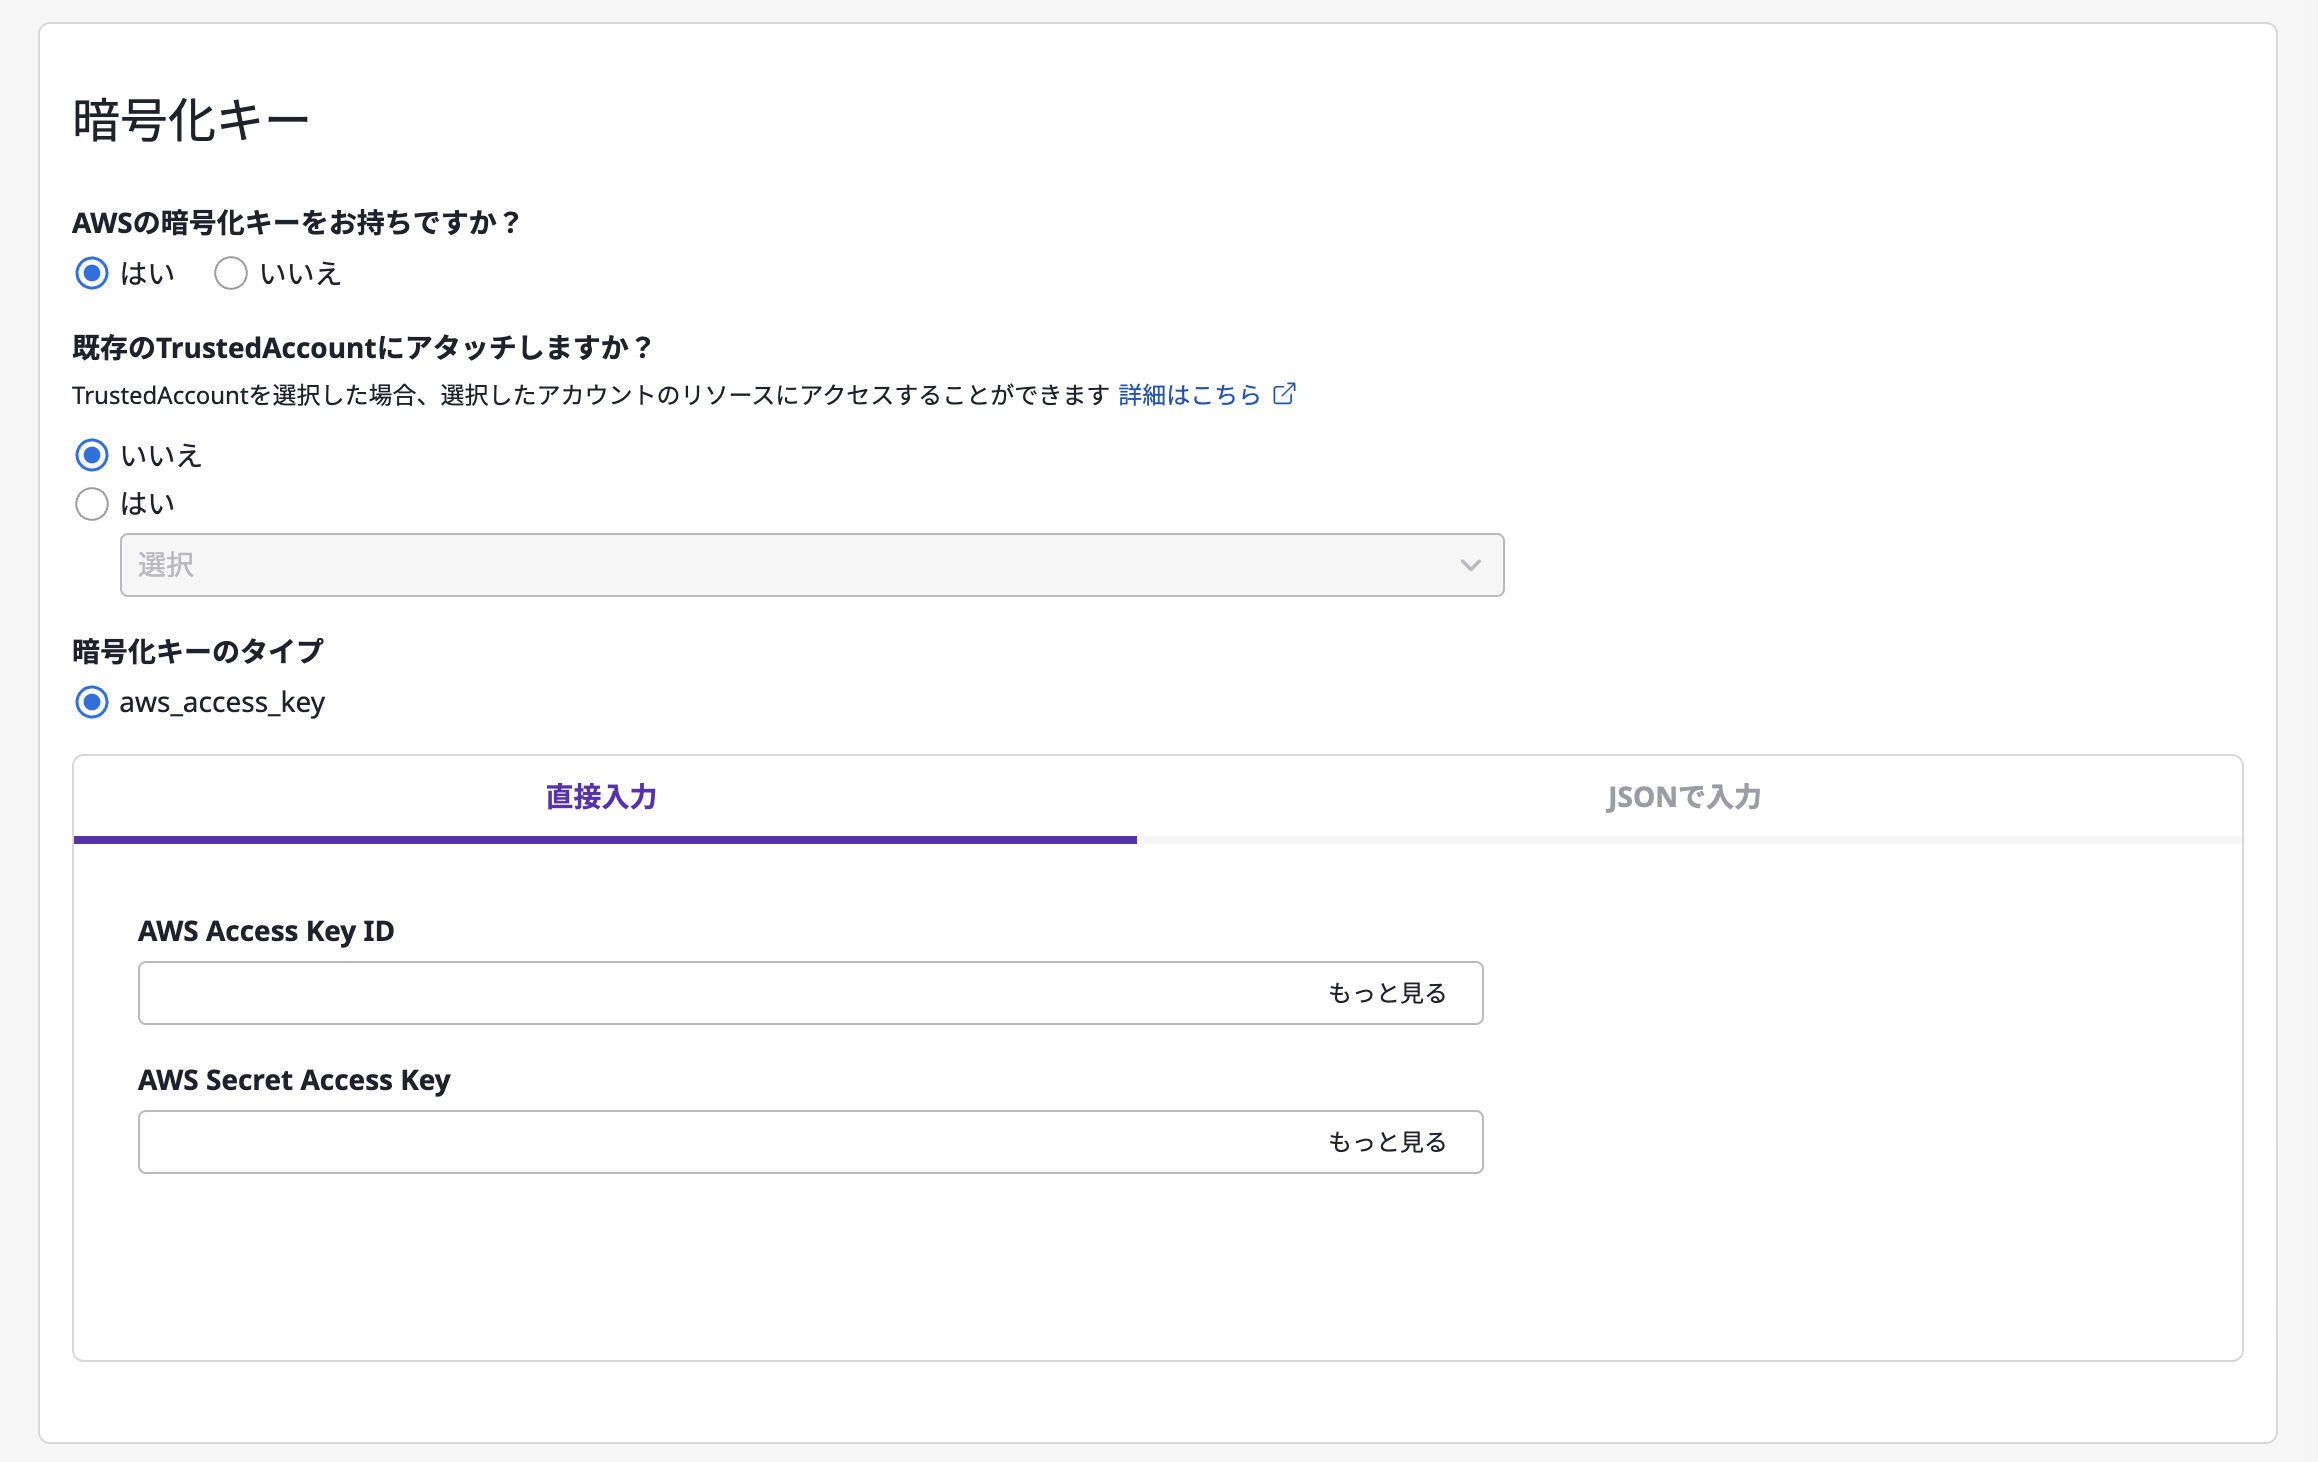 暗号化キー
AWSの暗号化キーをお持ちですか？
はい いいえ
既存のTrustedAccountにアタッチしますか？
TrustedAccountを選択した場合、選択したアカウントのリソースにアクセスすることができます 詳細はこちら
いいえ
はい
選択
暗号化キーのタイプ
aws_access_key
直接入力 JSONで入力
AWS Access Key ID
もっと見る
AWS Secret Access Key
もっと見る